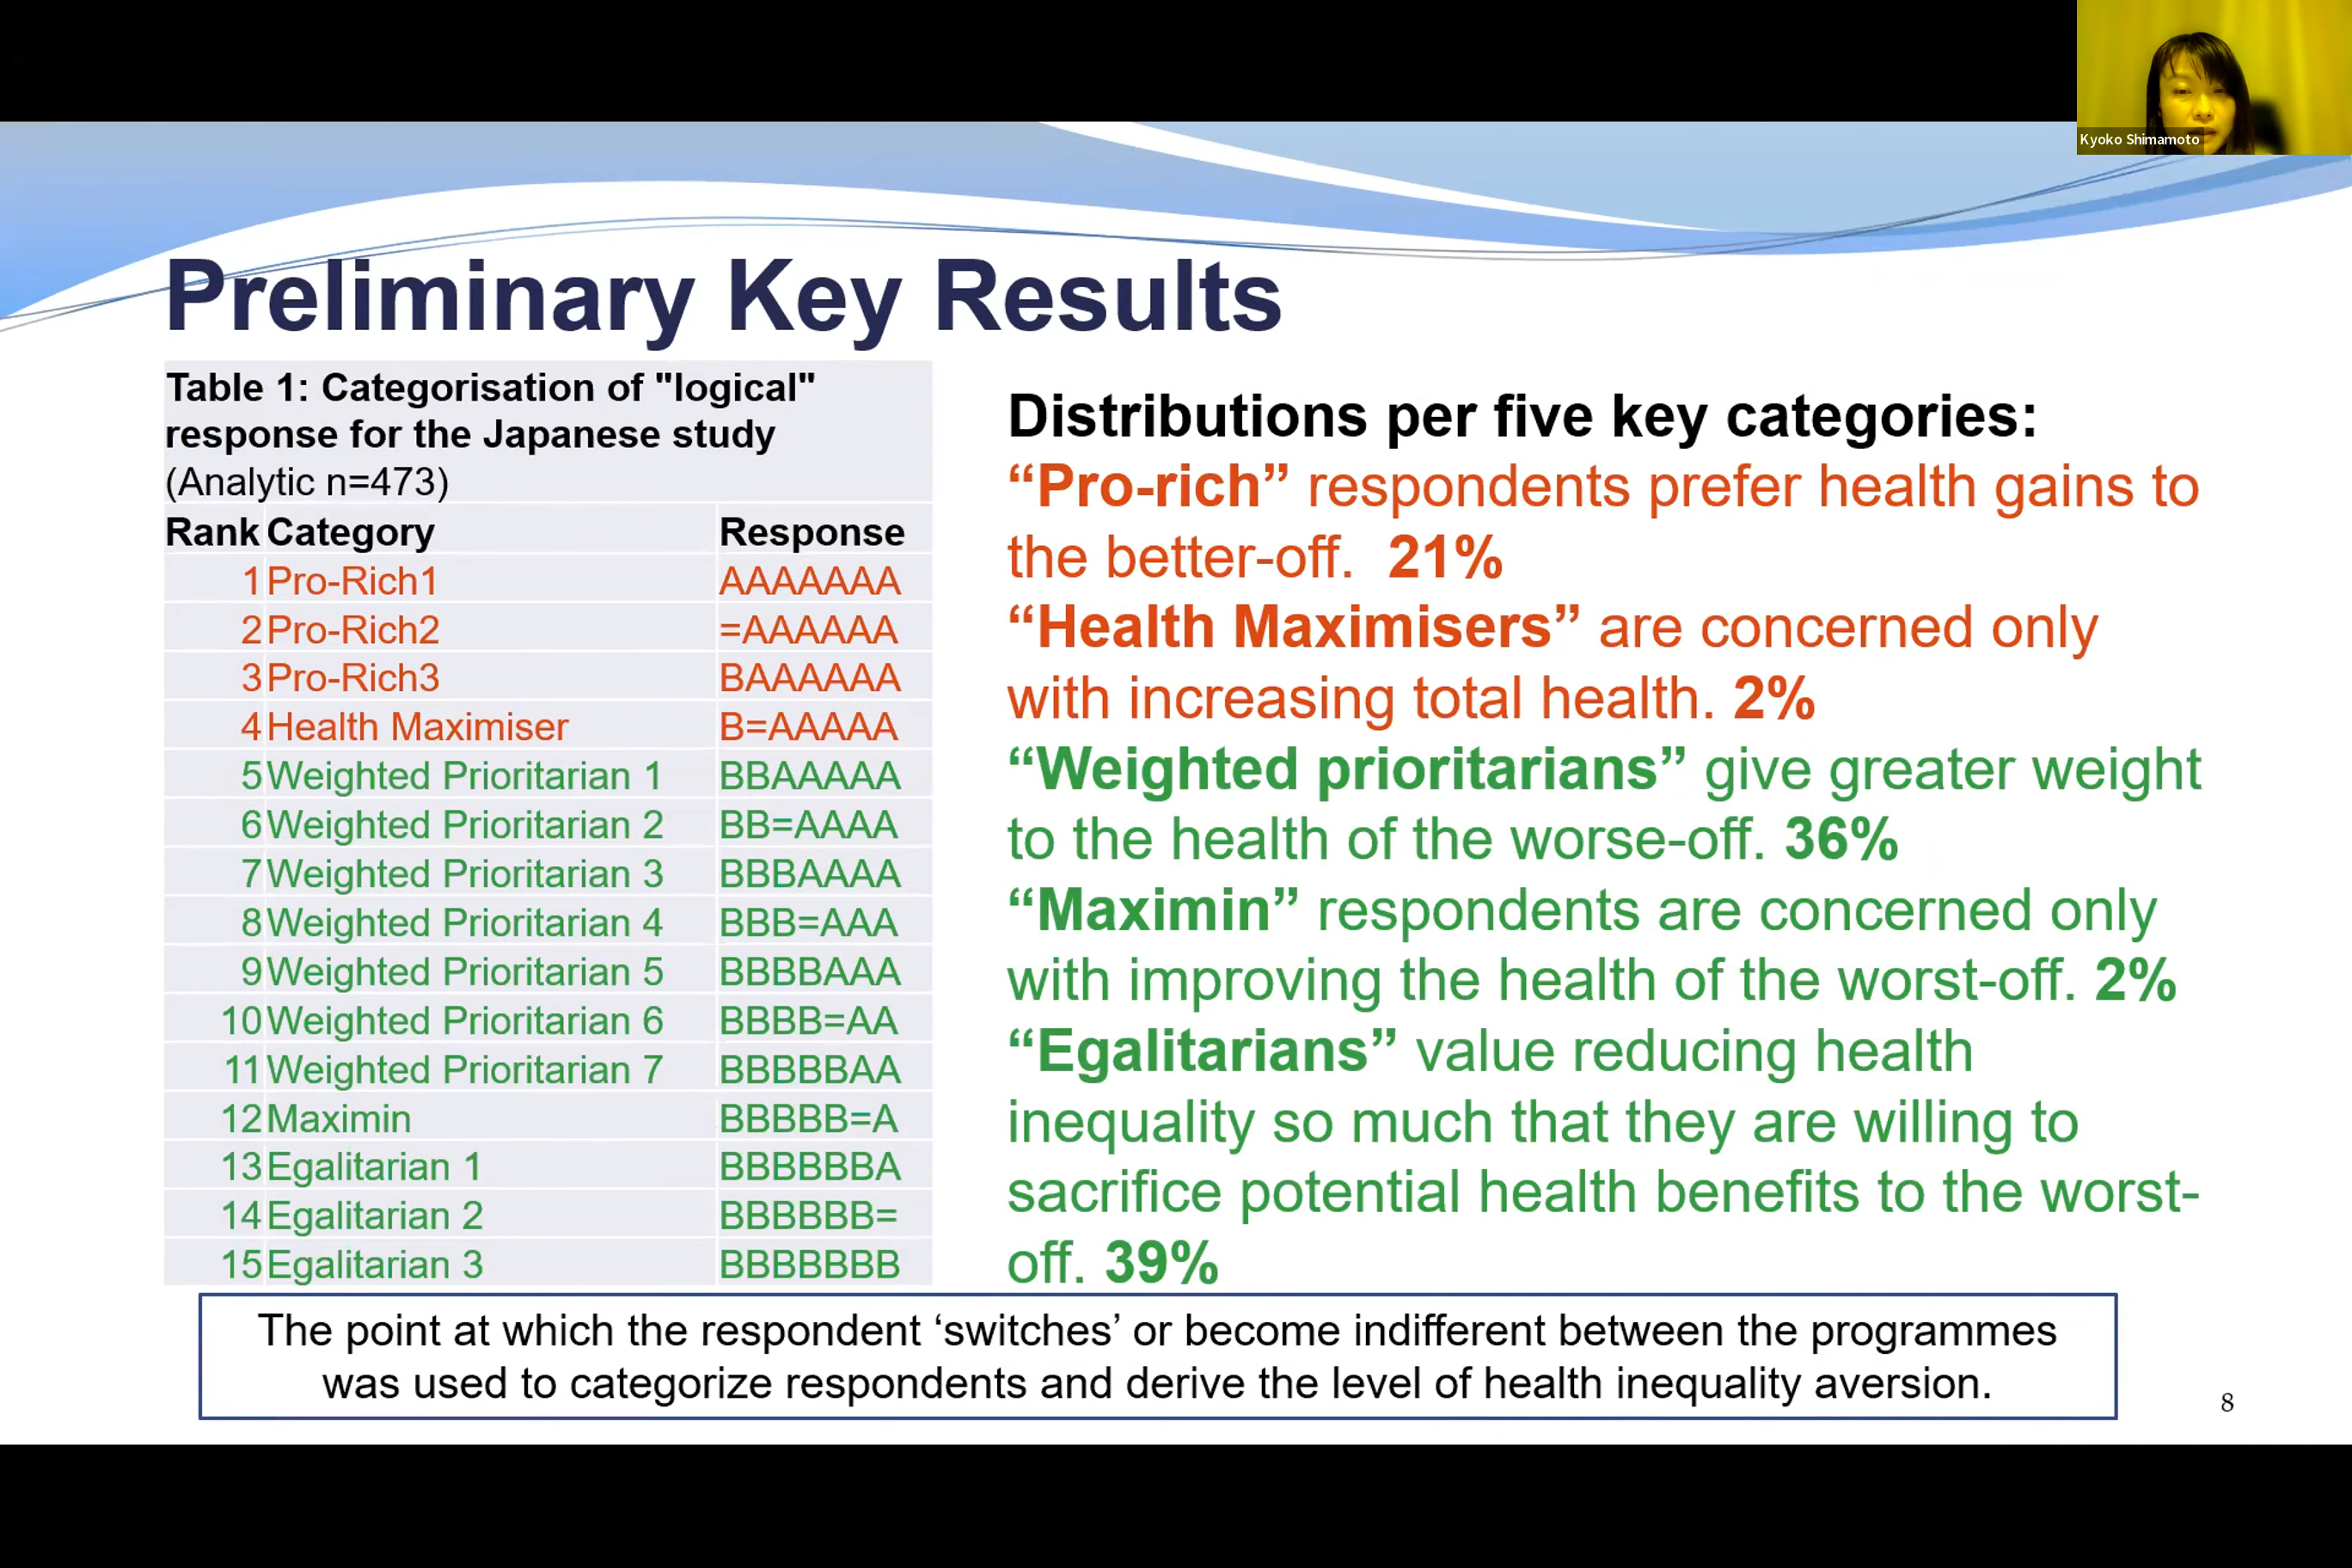 Kyoko Shimamoto
Preliminary Key Results
Table 1: Categorisation of "logical"
response for the Japanese study
(Analytic n=473)
Rank Category Response
1 Pro-Rich1 AAAAAAA
2 Pro-Rich2 =AAAAAA
3 Pro-Rich3 BAAAAAA
4 Health Maximiser B=AAAAA
5 Weighted Prioritarian 1 BBAAAAA
6 Weighted Prioritarian 2 BB=AAAA
7 Weighted Prioritarian 3 BBBAAAA
8 Weighted Prioritarian 4 BBB=AAA
9 Weighted Prioritarian 5 BBBBAAA
10 Weighted Prioritarian 6 BBBB=AA
11 Weighted Prioritarian 7 BBBBBAA
12 Maximin BBBBB=A
13 Egalitarian 1 BBBBBBA
14 Egalitarian 2 BBBBBB=
15 Egalitarian 3 BBBBBBB
Distributions per five key categories:
“Pro-rich” respondents prefer health gains to
the better-off. 21%
“Health Maximisers” are concerned only
with increasing total health. 2%
“Weighted prioritarians” give greater weight
to the health of the worse-off. 36%
“Maximin” respondents are concerned only
with improving the health of the worst-off. 2%
“Egalitarians” value reducing health
inequality so much that they are willing to
sacrifice potential health benefits to the worst-
off. 39%
The point at which the respondent ‘switches’ or become indifferent between the programmes
was used to categorize respondents and derive the level of health inequality aversion.
8